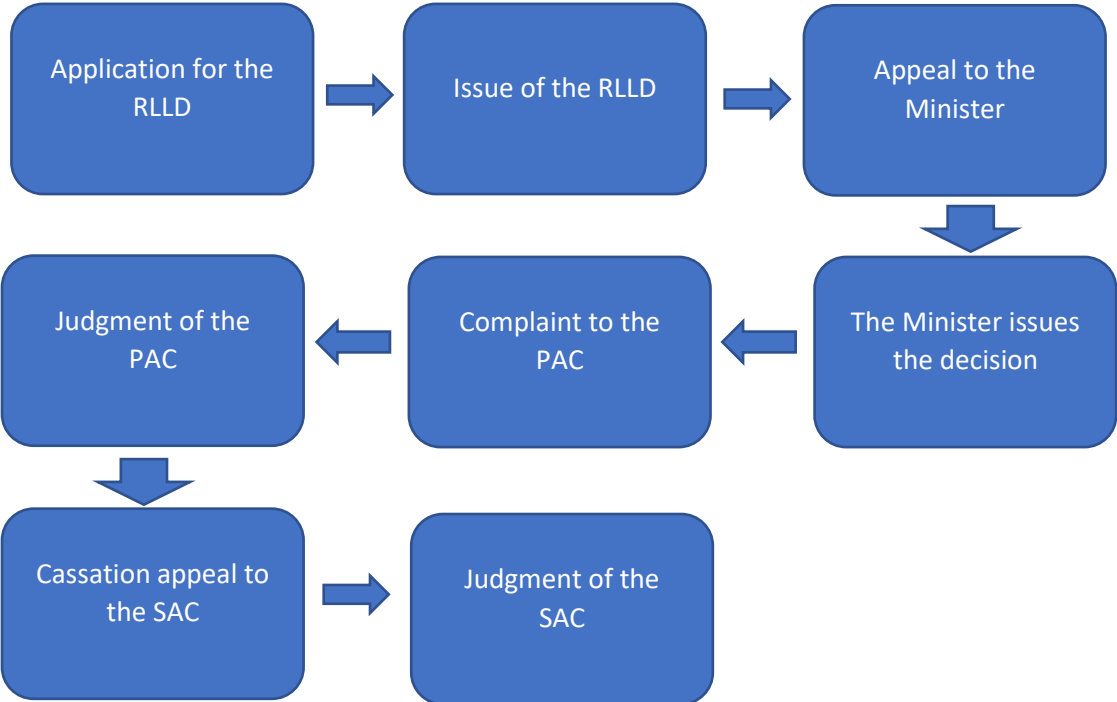 Application for the
RLLD
Issue of the RLLD
Appeal to the
Minister
The Minister issues
the decision
Complaint to the
PAC
Judgment of the
PAC
Cassation appeal to
the SAC
Judgment of the
SAC